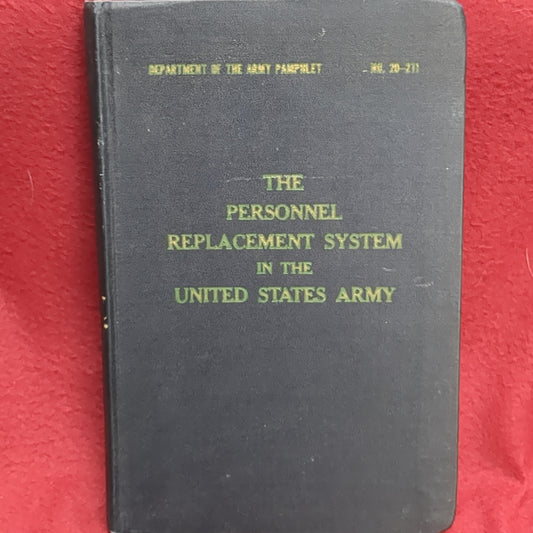 DEPARTMENT OF THE ARMY PAMPHLET NO. 20-211
THE
PERSONNEL
REPLACEMENT SYSTEM
IN THE
UNITED STATES ARMY